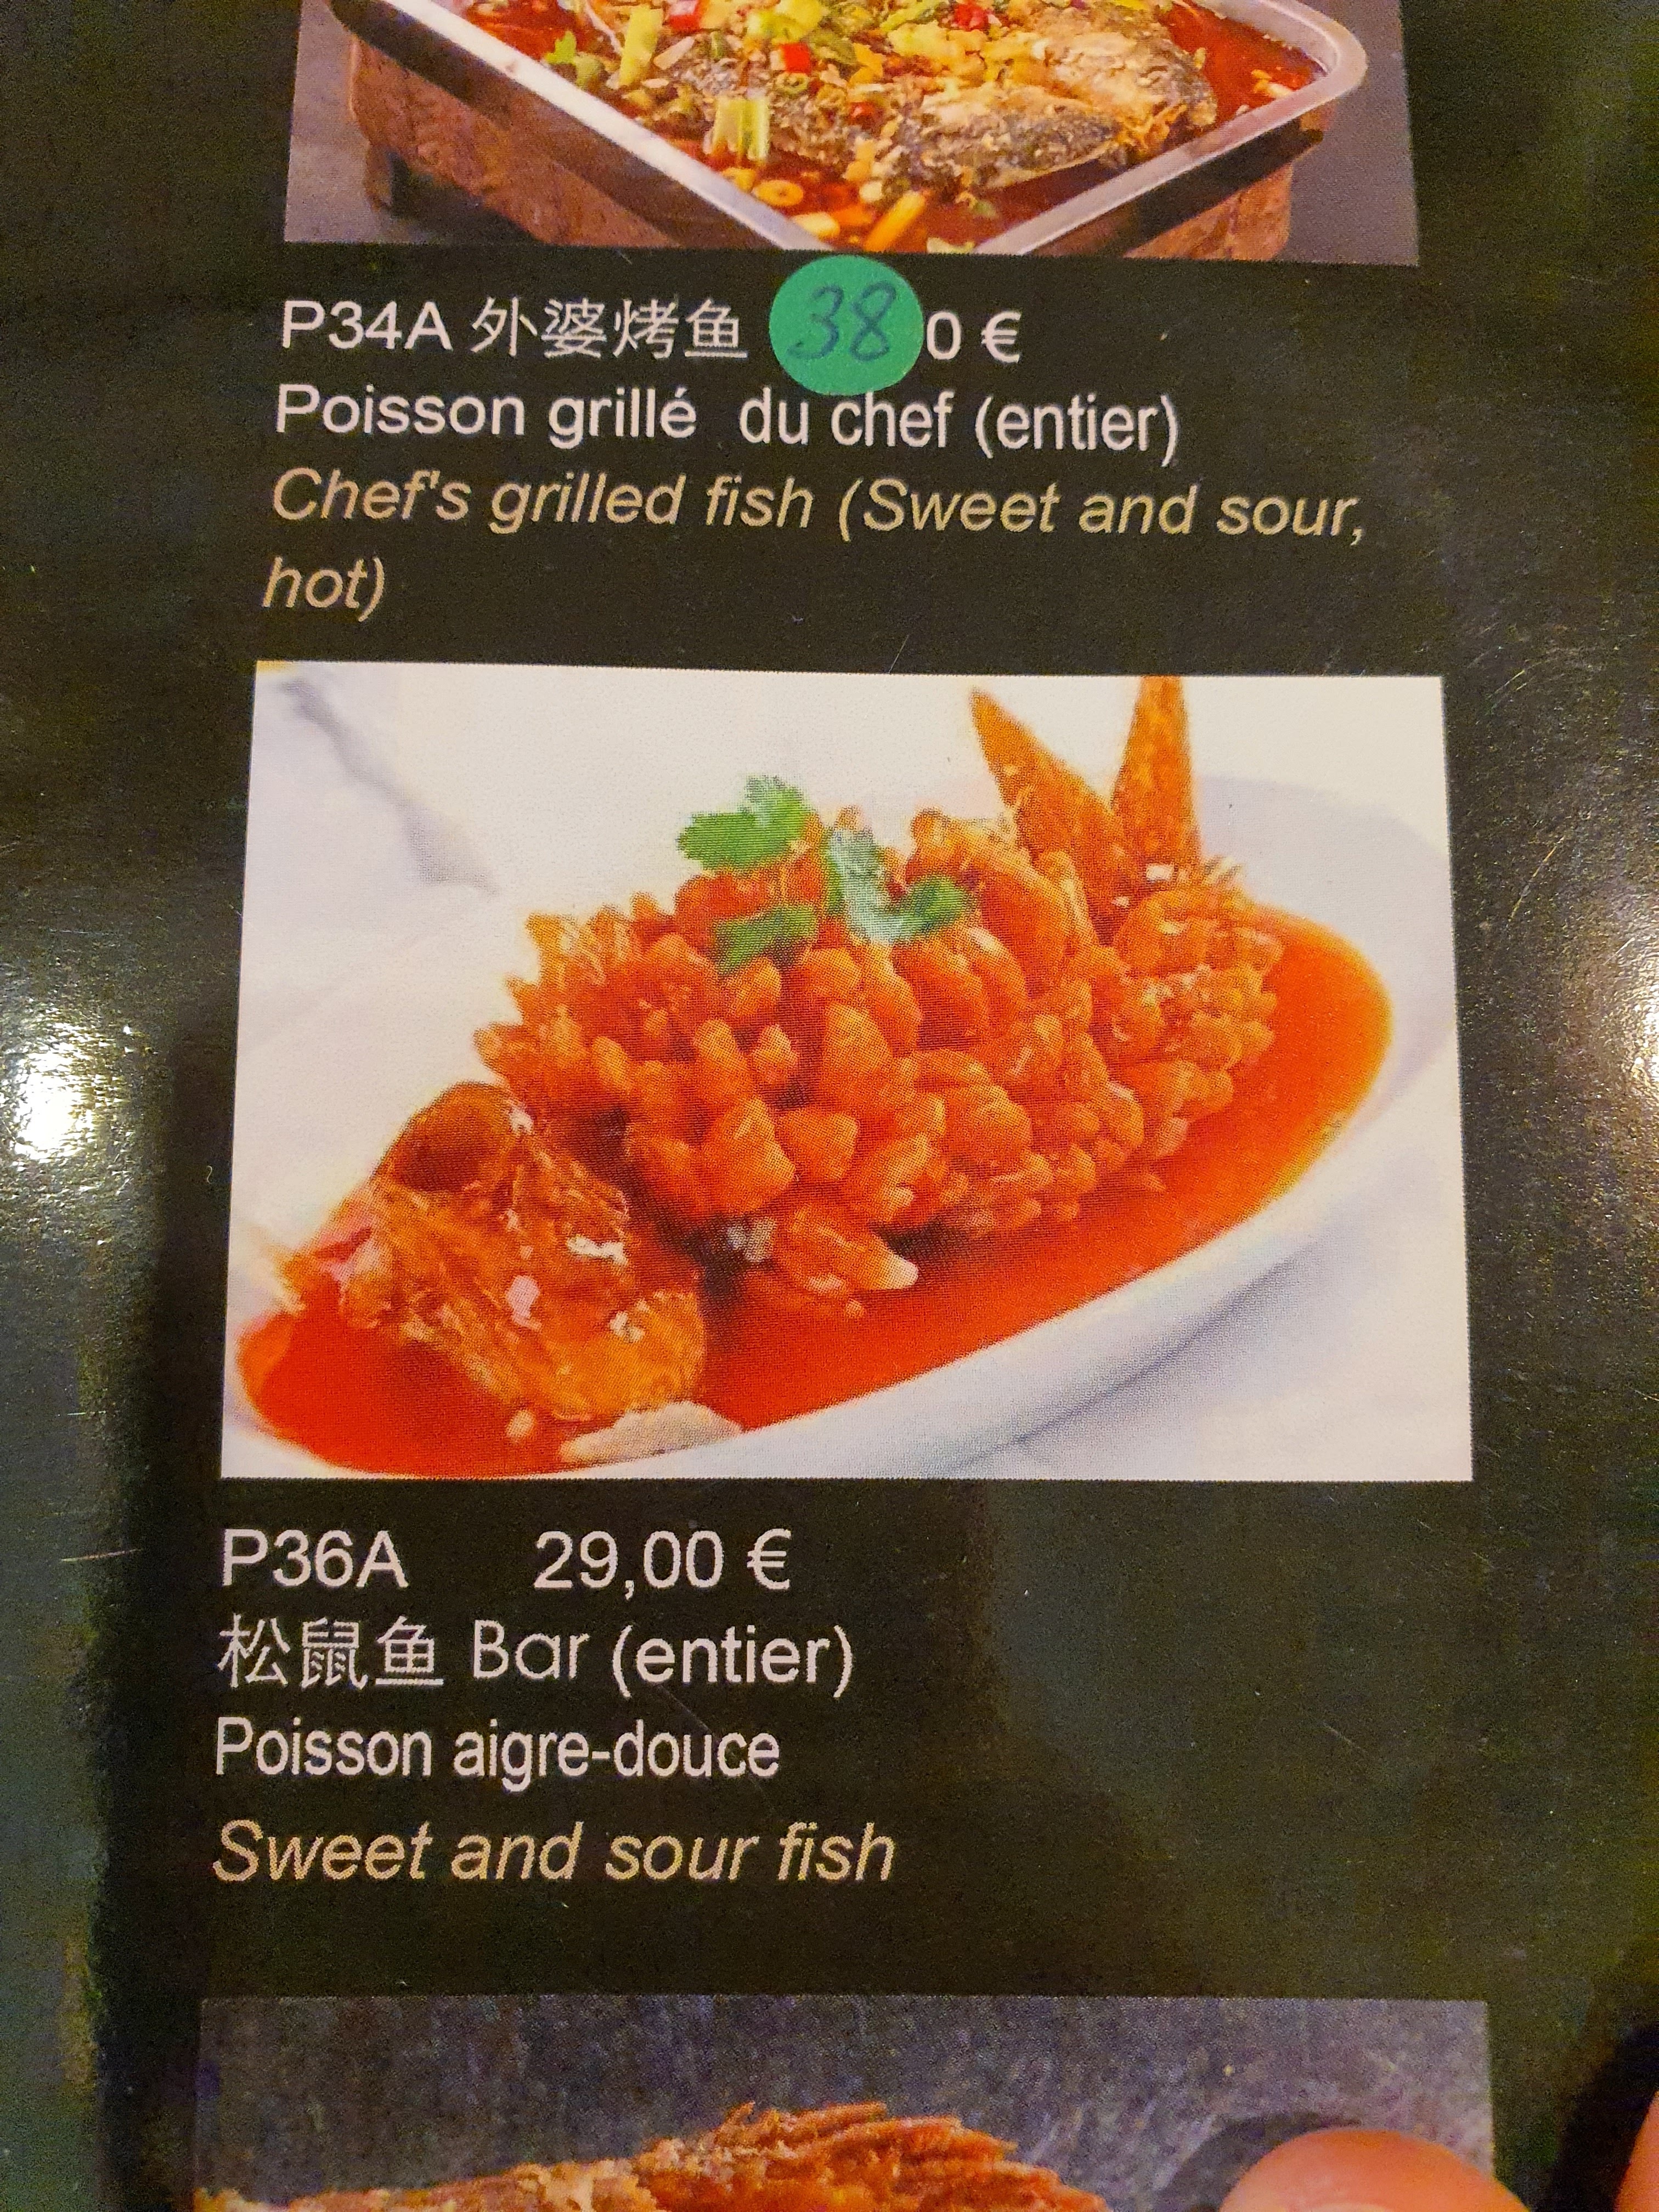 P34A 外婆烤鱼 38 0 €
Poisson grillé du chef (entier)
Chef's grilled fish (Sweet and sour,
hot)
P36A 29,00 €
松鼠鱼 Bar (entier)
Poisson aigre-douce
Sweet and sour fish